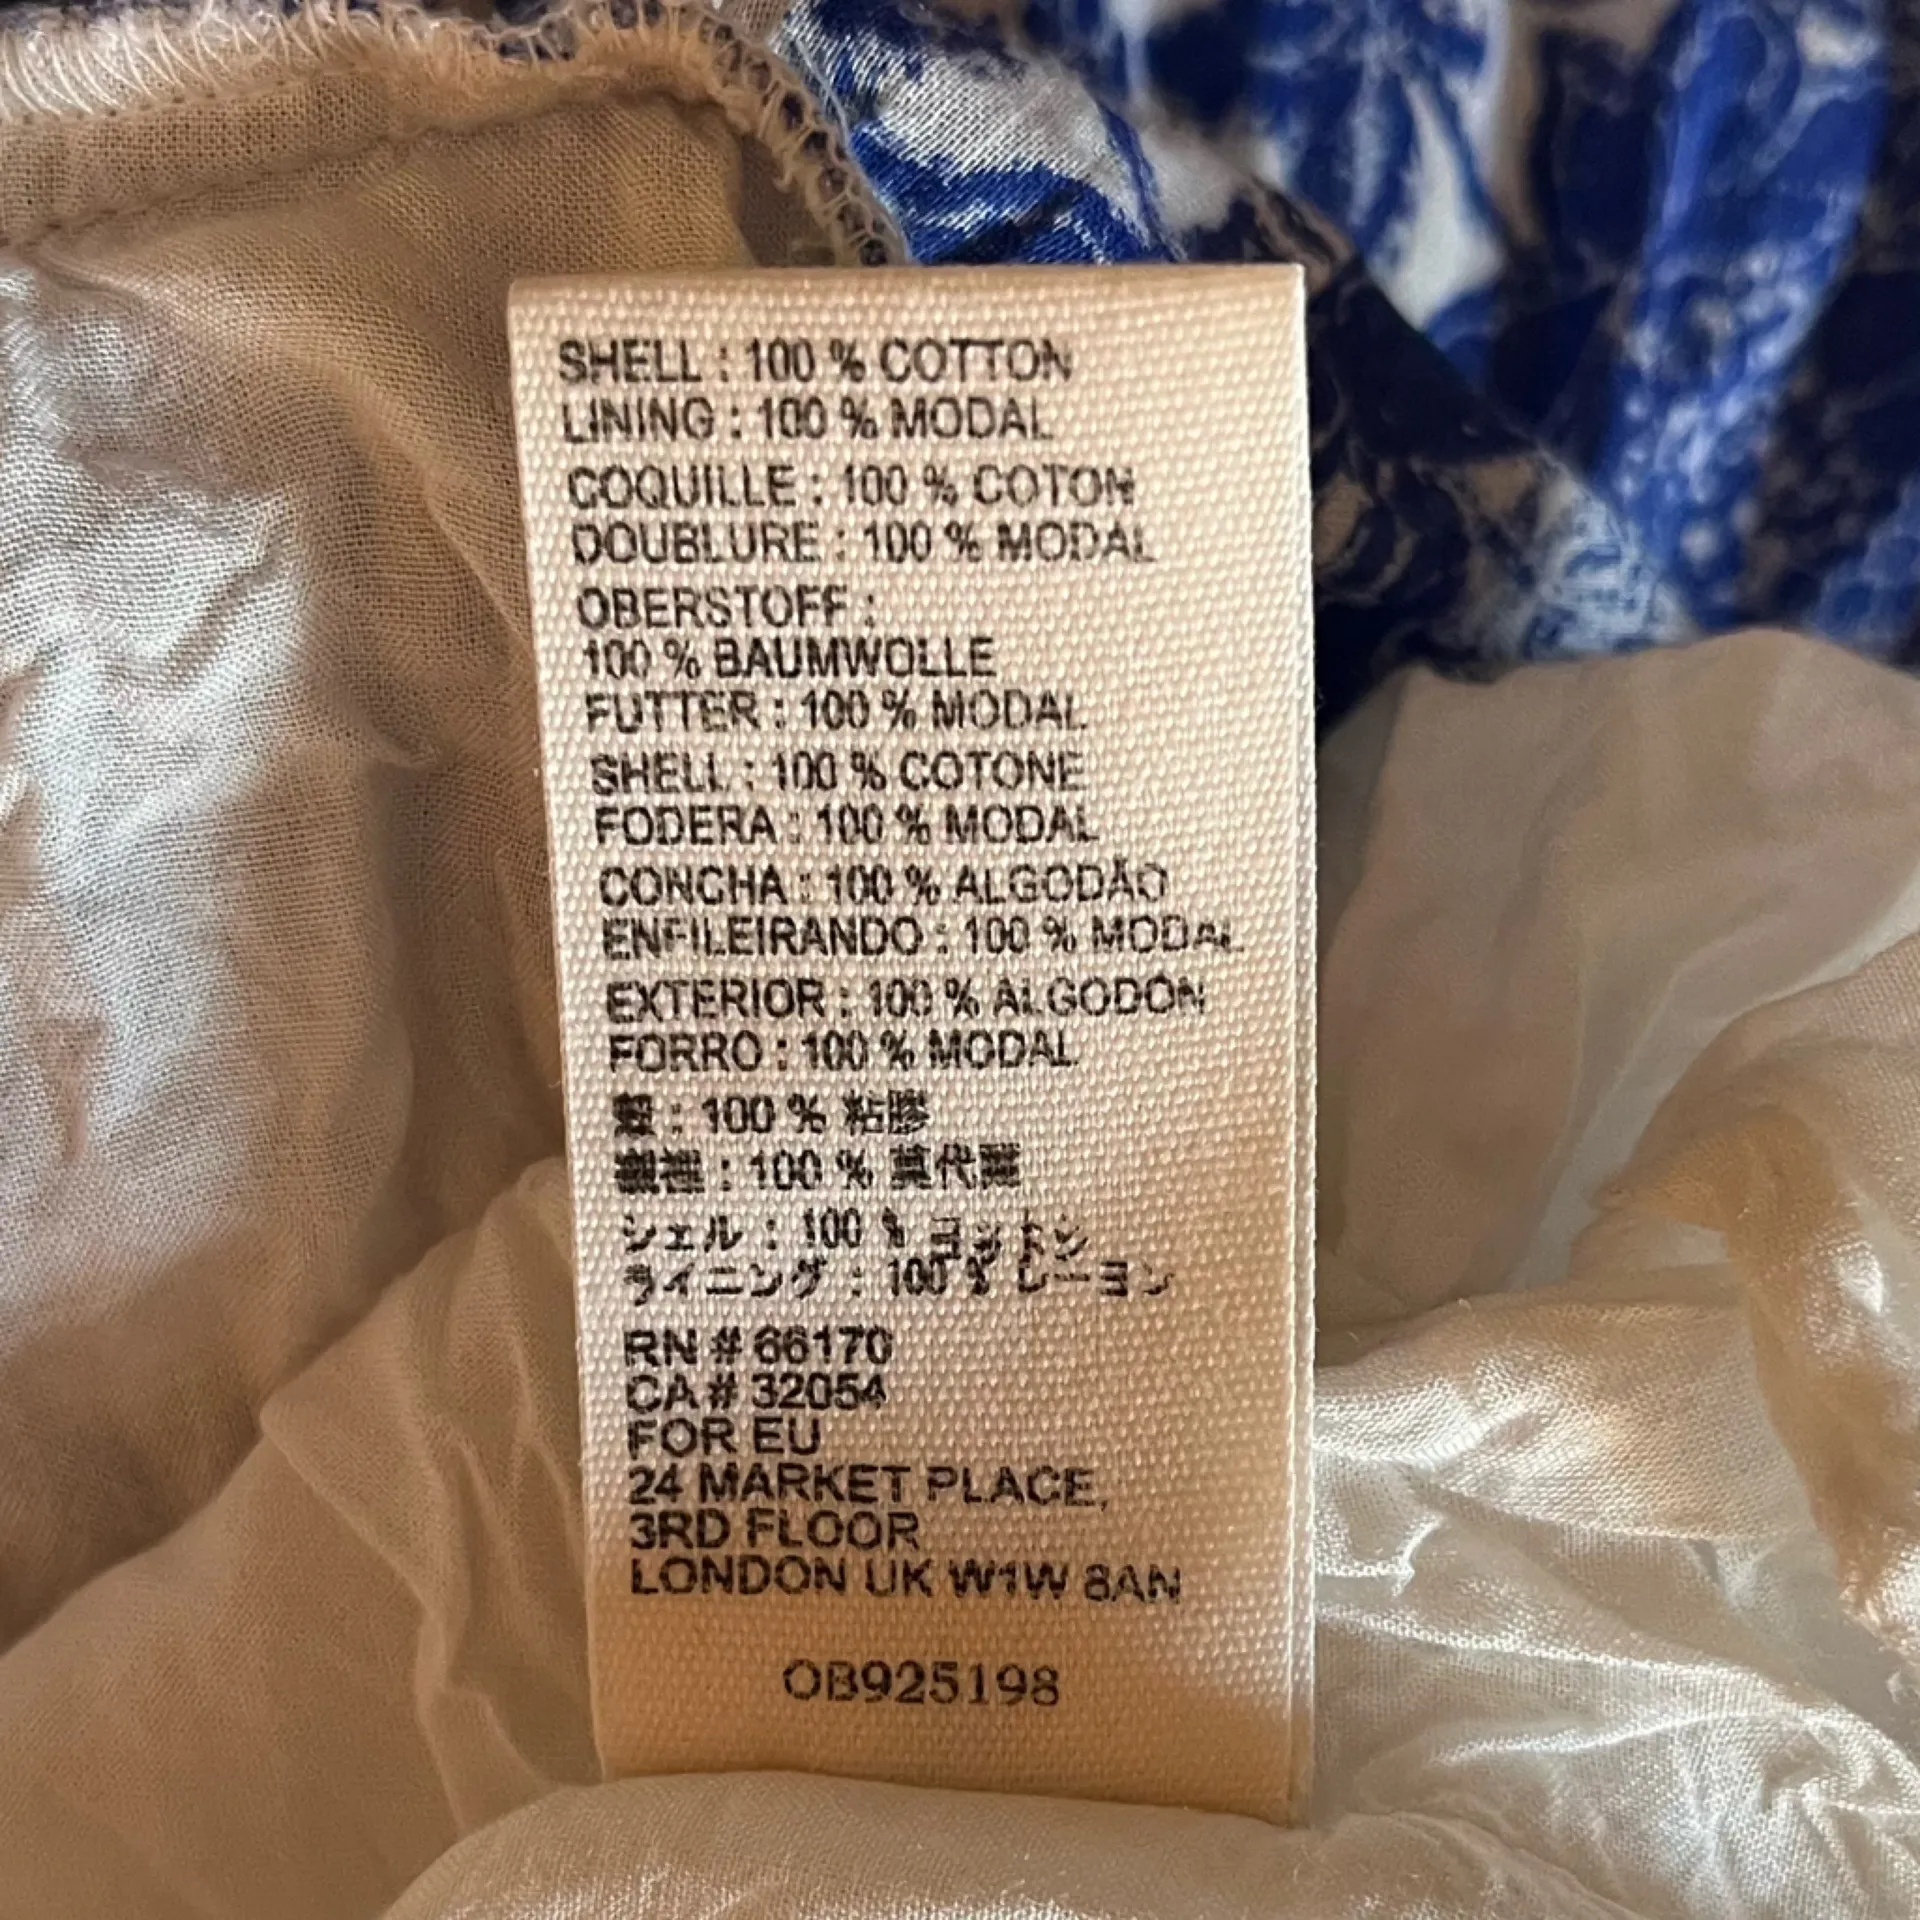 SHELL : 100 % COTTON
LINING : 100 % MODAL
COQUILLE : 100 % COTON
DOUBLURE : 100 % MODAL
OBERSTOFF :
100 % BAUMWOLLE
FUTTER : 100 % MODAL
SHELL : 100 % COTONE
FODERA : 100 % MODAL
CONCHA : 100 % ALGODÃO
ENFILEIRANDO : 100 % MODAL
EXTERIOR : 100 % ALGODÓN
FORRO : 100 % MODAL
: 100 % 粘膠
: 100 % 莫代爾
シェル : 100 % コットン
ライニング : 100 % レーヨン
RN # 66170
CA # 32054
FOR EU
24 MARKET PLACE,
3RD FLOOR
LONDON UK W1W 8AN
OB925198